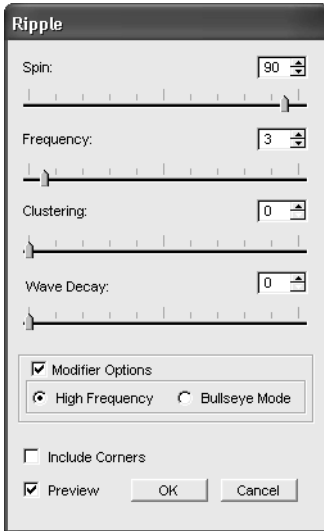 Ripple
Spin: 90
Frequency: 3
Clustering: 0
Wave Decay: 0
Modifier Options
High Frequency Bullseye Mode
Include Corners
Preview OK Cancel